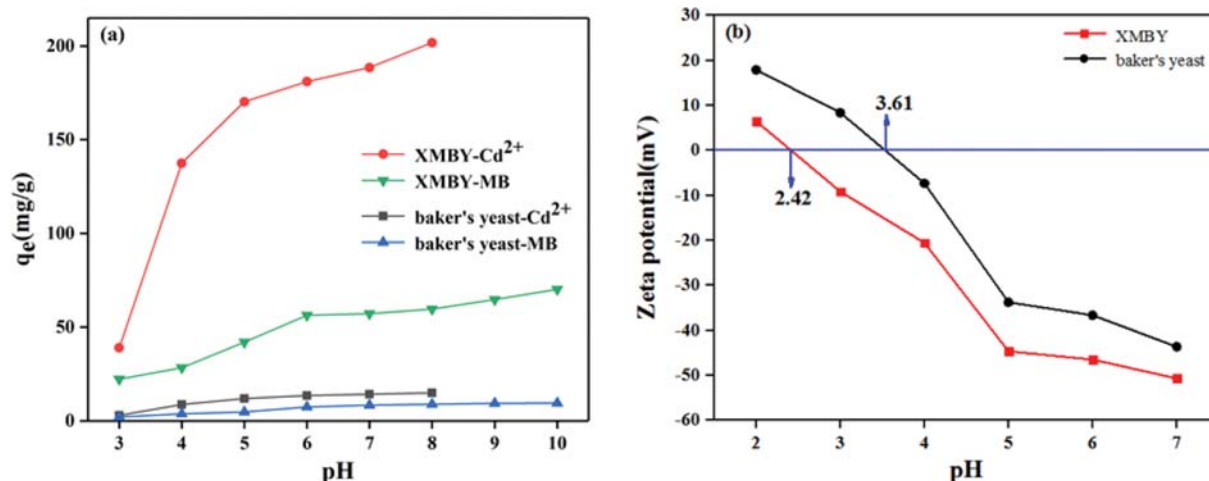 (a)
200
150
100
50
0
qe(mg/g)
XMBY-Cd²⁺
XMBY-MB
baker's yeast-Cd²⁺
baker's yeast-MB
3 4 5 6 7 8 9 10
pH
(b)
30
20
10
0
-10
-20
-30
-40
-50
-60
Zeta potential(mV)
XMBY
baker's yeast
3.61
2.42
2 3 4 5 6 7
pH